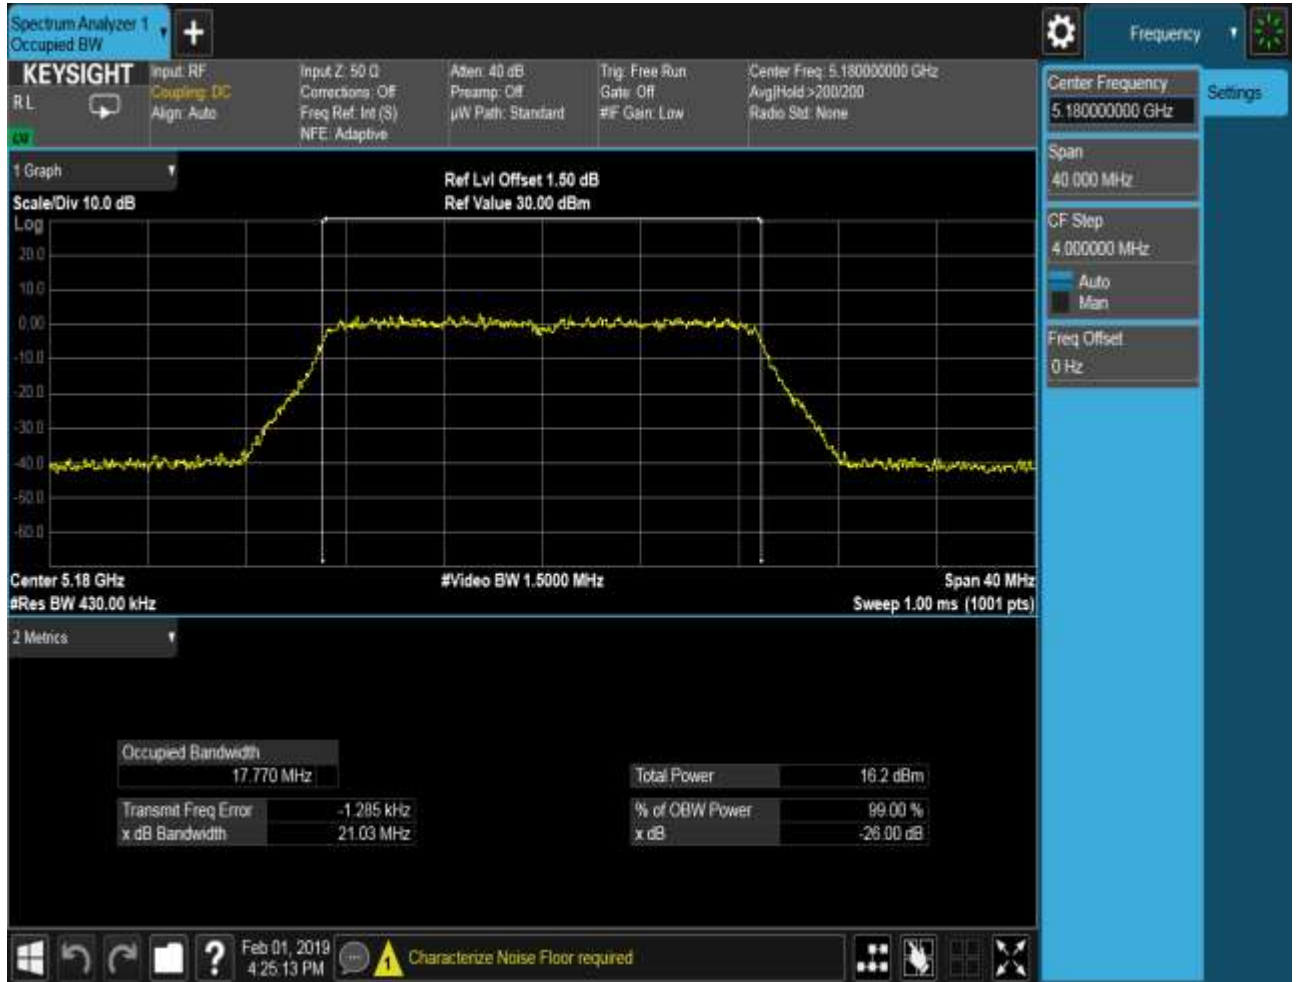 Spectrum Analyzer 1
Occupied BW
Frequency
KEYSIGHT
R L
Input: RF
Coupling: DC
Align: Auto
Input Z: 50 Ω
Corrections: Off
Freq Ref: Int (S)
NFE: Adaptive
Atten: 40 dB
Preamp: Off
µW Path: Standard
Trig: Free Run
Gate: Off
#IF Gain: Low
Center Freq: 5.180000000 GHz
Avg|Hold:>200/200
Radio Std: None
Center Frequency
5.180000000 GHz
Settings
Span
40.000 MHz
CF Step
4.000000 MHz
Auto
Man
Freq Offset
0 Hz
1 Graph
Scale/Div 10.0 dB
Ref Lvl Offset 1.50 dB
Ref Value 30.00 dBm
Log
20.0
10.0
0.00
-10.0
-20.0
-30.0
-40.0
-50.0
-60.0
Center 5.18 GHz
#Video BW 1.5000 MHz
Span 40 MHz
#Res BW 430.00 kHz
Sweep 1.00 ms (1001 pts)
2 Metrics
Occupied Bandwidth
17.770 MHz
Total Power 16.2 dBm
Transmit Freq Error -1.285 kHz
% of OBW Power 99.00 %
x dB Bandwidth 21.03 MHz
x dB -26.00 dB
?
Feb 01, 2019
4:25:13 PM
1
Characterize Noise Floor required